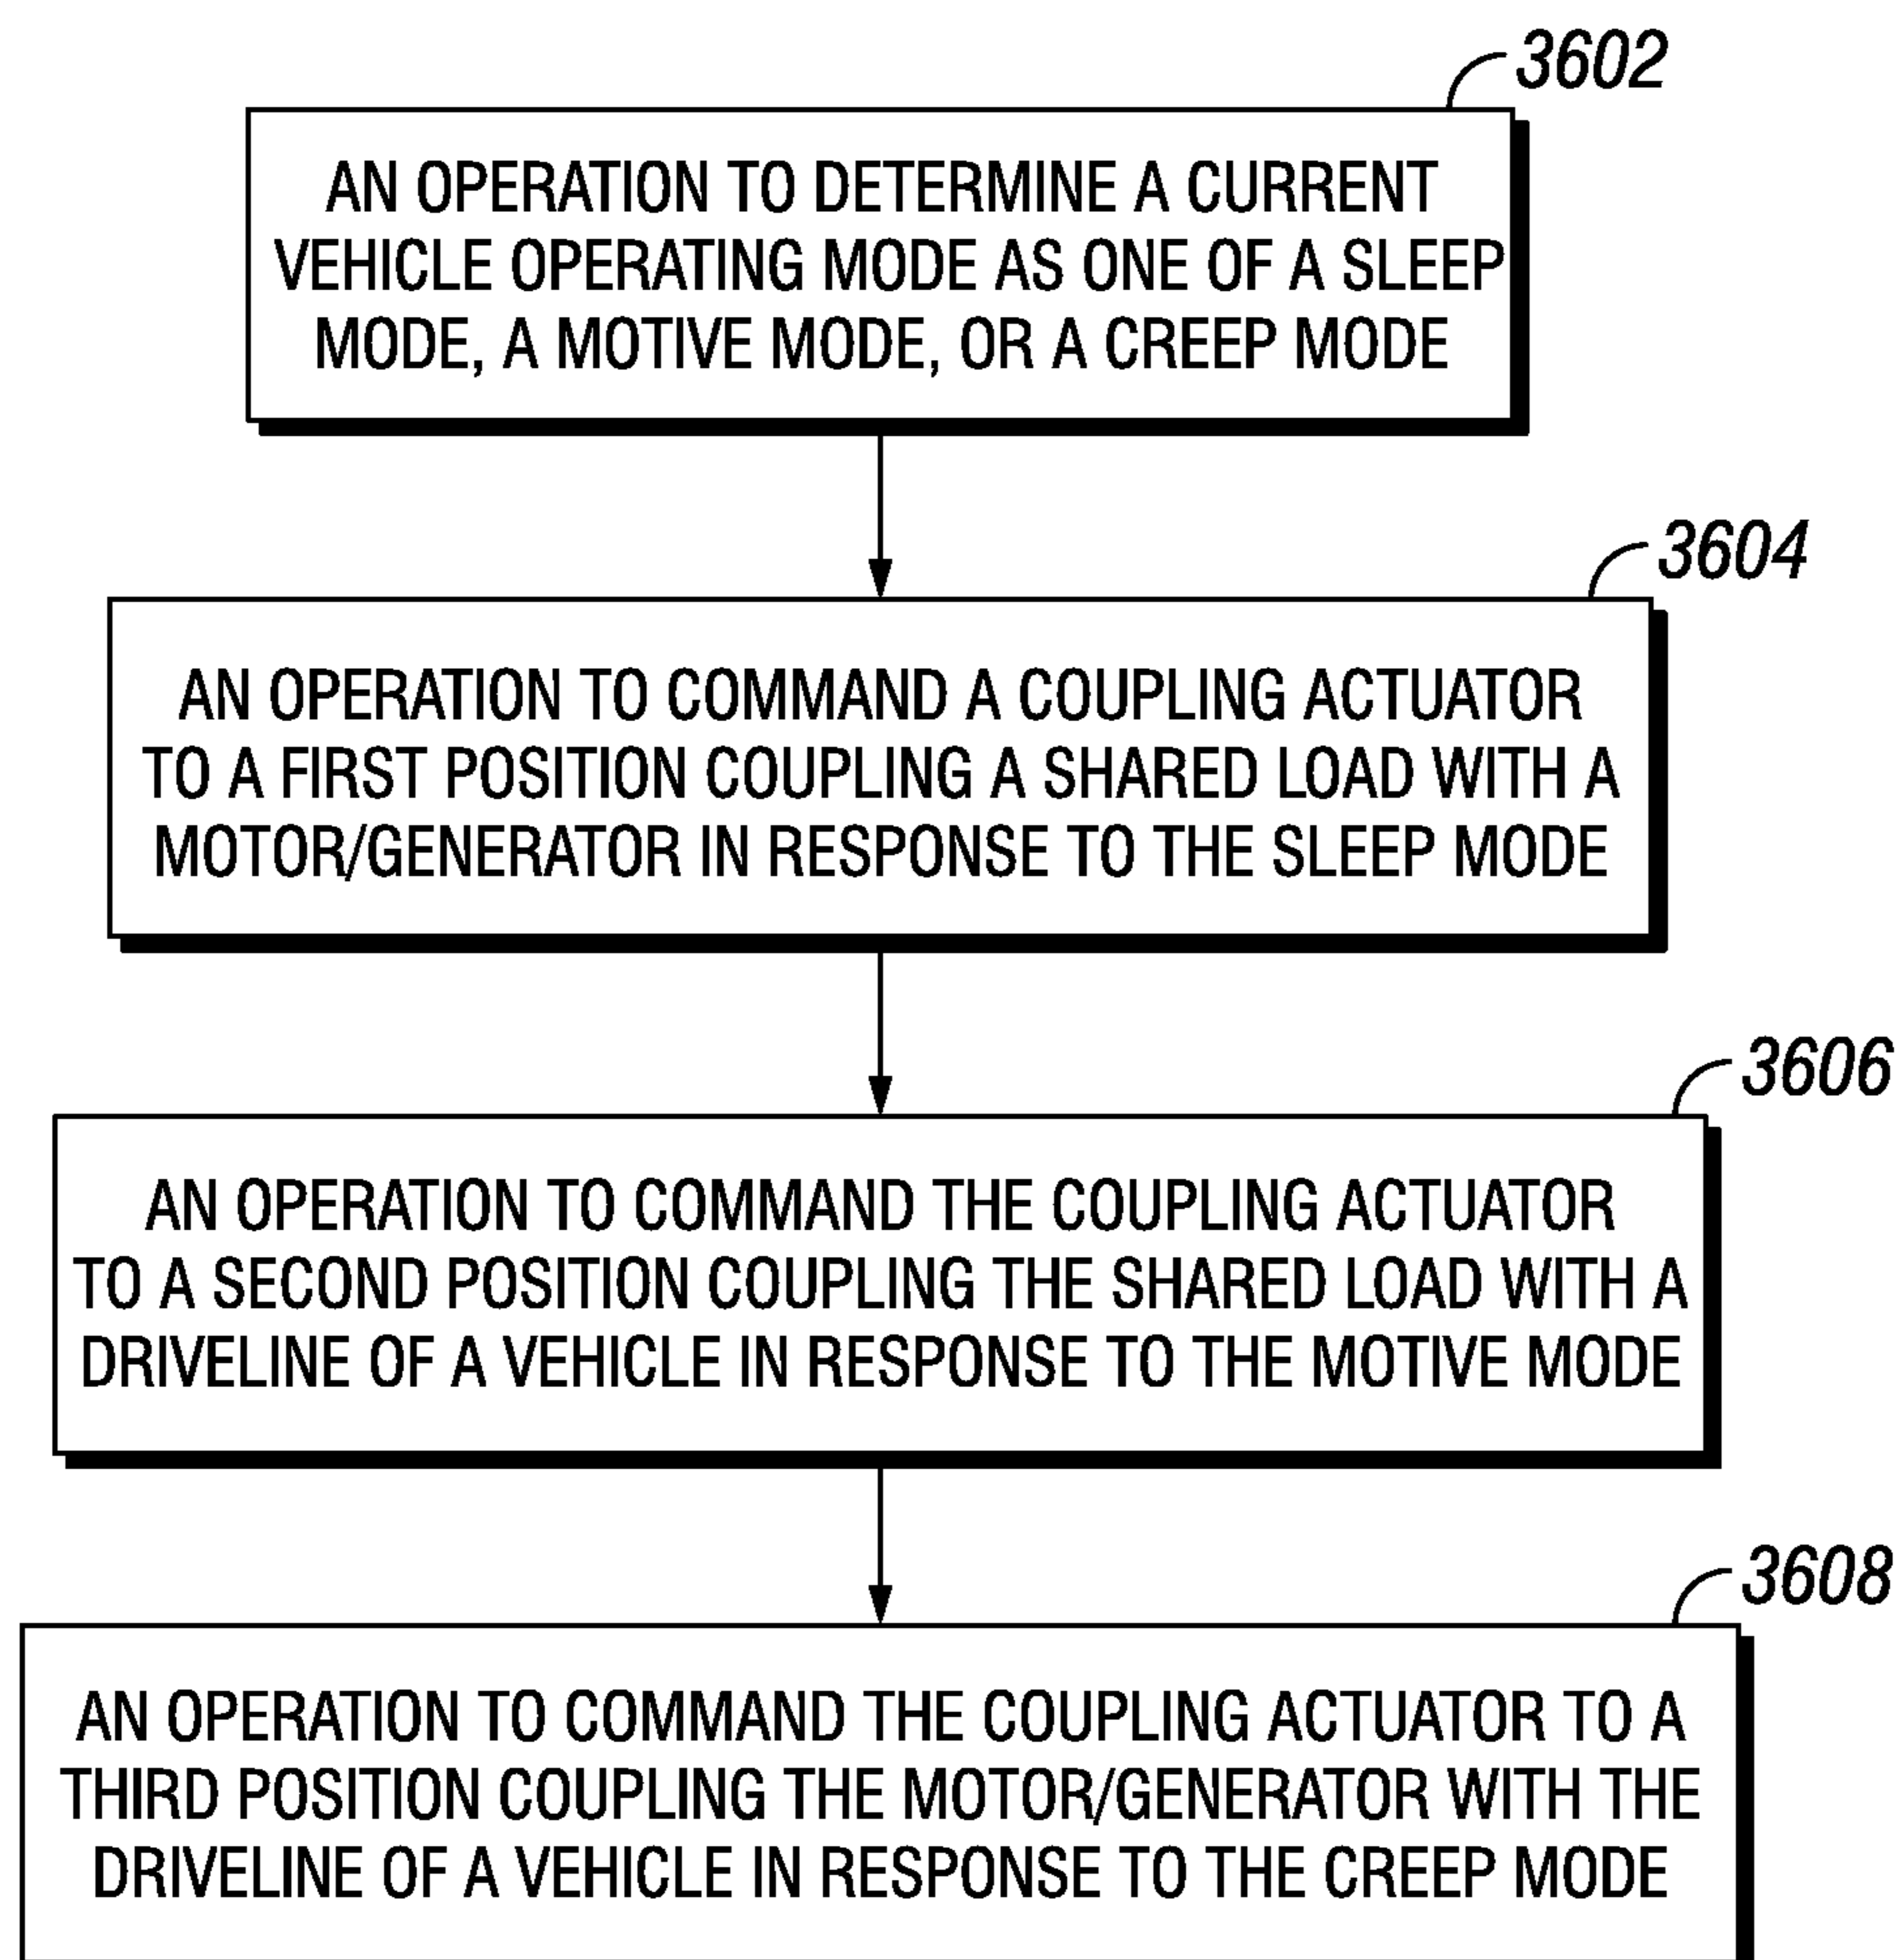 3602
AN OPERATION TO DETERMINE A CURRENT
VEHICLE OPERATING MODE AS ONE OF A SLEEP
MODE, A MOTIVE MODE, OR A CREEP MODE
3604
AN OPERATION TO COMMAND A COUPLING ACTUATOR
TO A FIRST POSITION COUPLING A SHARED LOAD WITH A
MOTOR/GENERATOR IN RESPONSE TO THE SLEEP MODE
3606
AN OPERATION TO COMMAND THE COUPLING ACTUATOR
TO A SECOND POSITION COUPLING THE SHARED LOAD WITH A
DRIVELINE OF A VEHICLE IN RESPONSE TO THE MOTIVE MODE
3608
AN OPERATION TO COMMAND THE COUPLING ACTUATOR TO A
THIRD POSITION COUPLING THE MOTOR/GENERATOR WITH THE
DRIVELINE OF A VEHICLE IN RESPONSE TO THE CREEP MODE